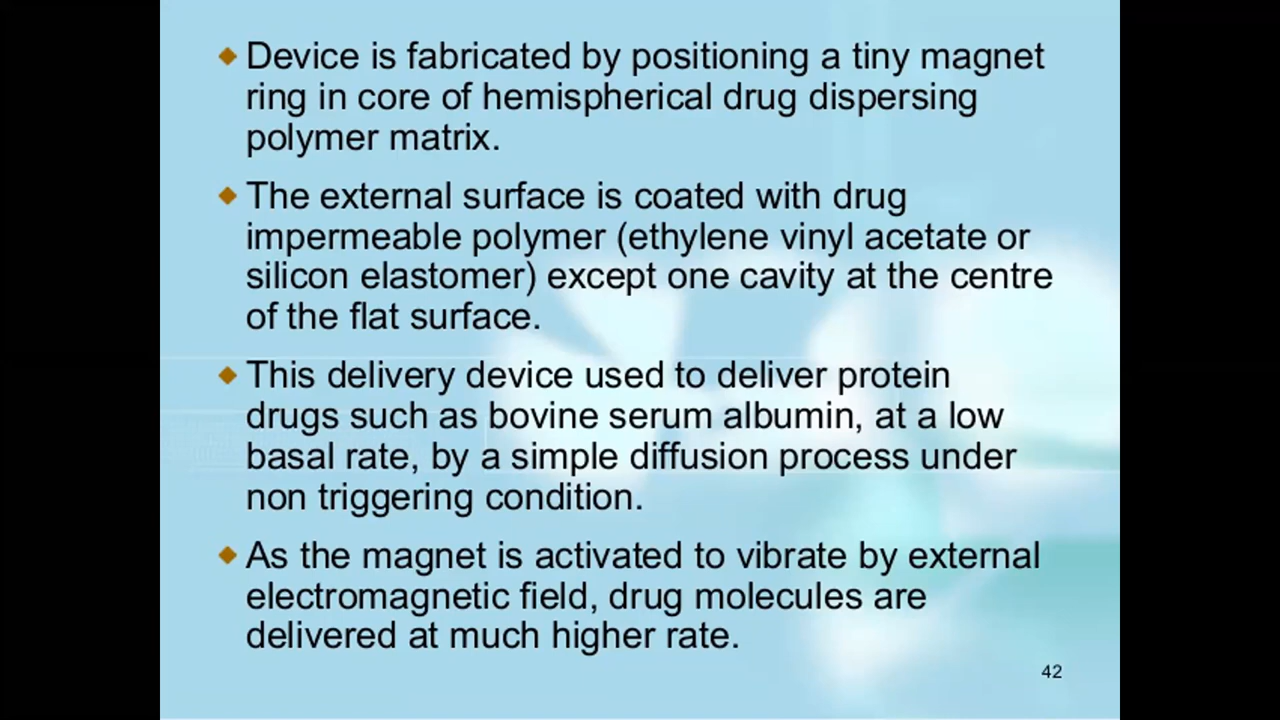 Device is fabricated by positioning a tiny magnet
ring in core of hemispherical drug dispersing
polymer matrix.
The external surface is coated with drug
impermeable polymer (ethylene vinyl acetate or
silicon elastomer) except one cavity at the centre
of the flat surface.
This delivery device used to deliver protein
drugs such as bovine serum albumin, at a low
basal rate, by a simple diffusion process under
non triggering condition.
As the magnet is activated to vibrate by external
electromagnetic field, drug molecules are
delivered at much higher rate.
42